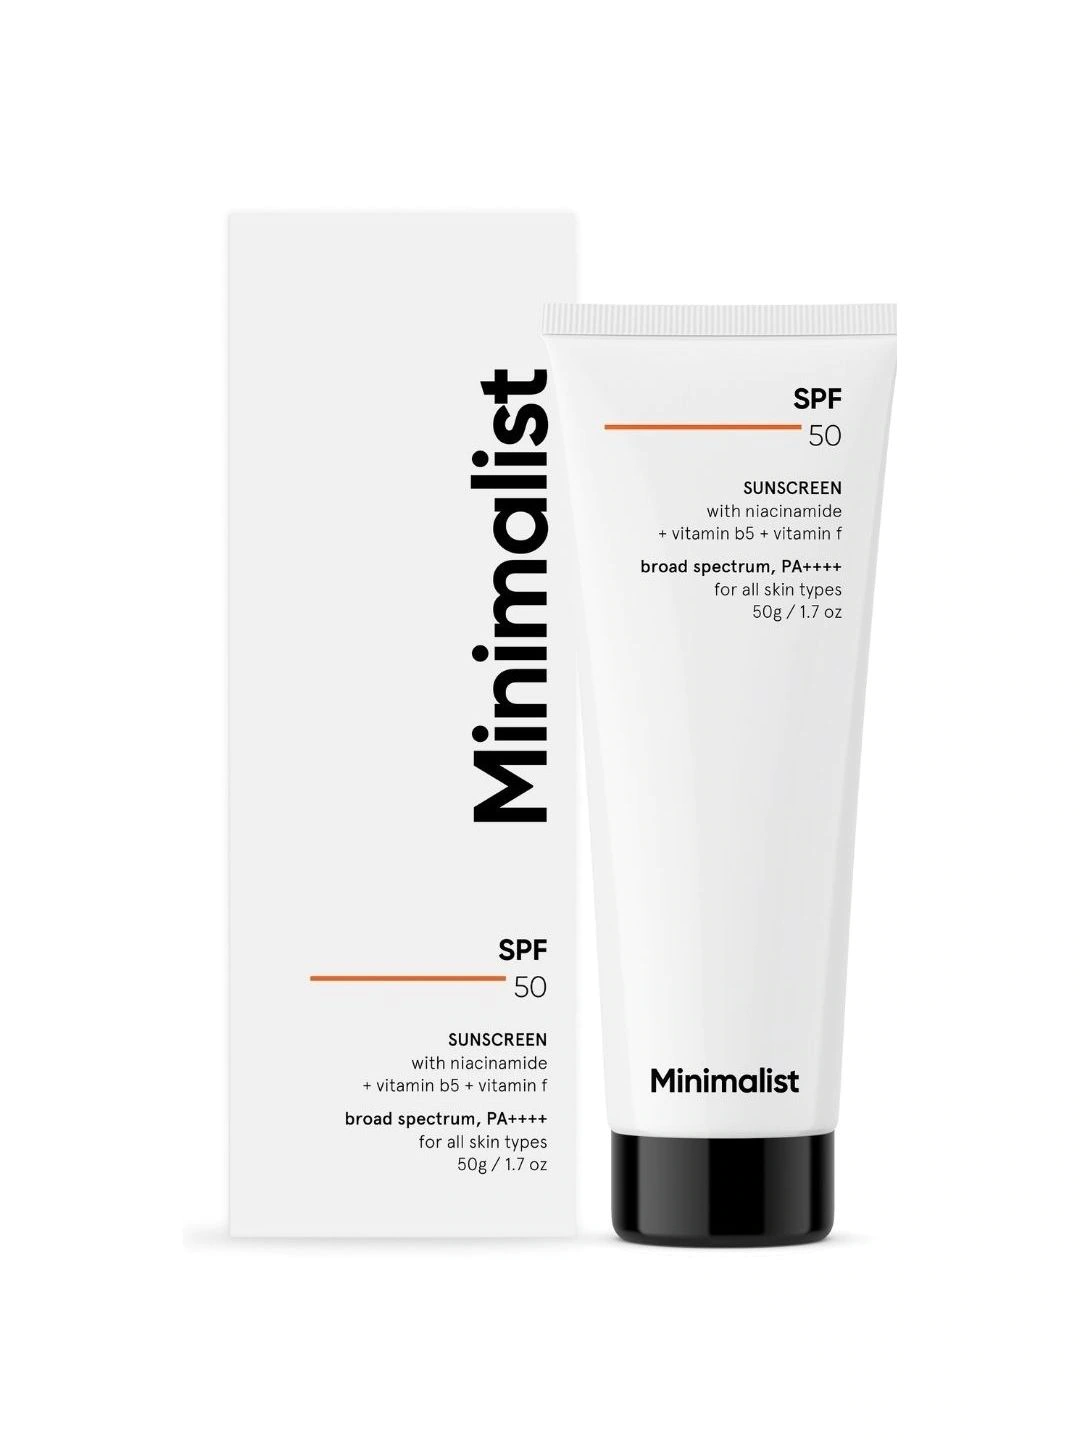 Minimalist
SPF
50
SUNSCREEN
with niacinamide
+ vitamin b5 + vitamin f
broad spectrum, PA++++
for all skin types
50g / 1.7 oz
SPF
50
SUNSCREEN
with niacinamide
+ vitamin b5 + vitamin f
broad spectrum, PA++++
for all skin types
50g / 1.7 oz
Minimalist